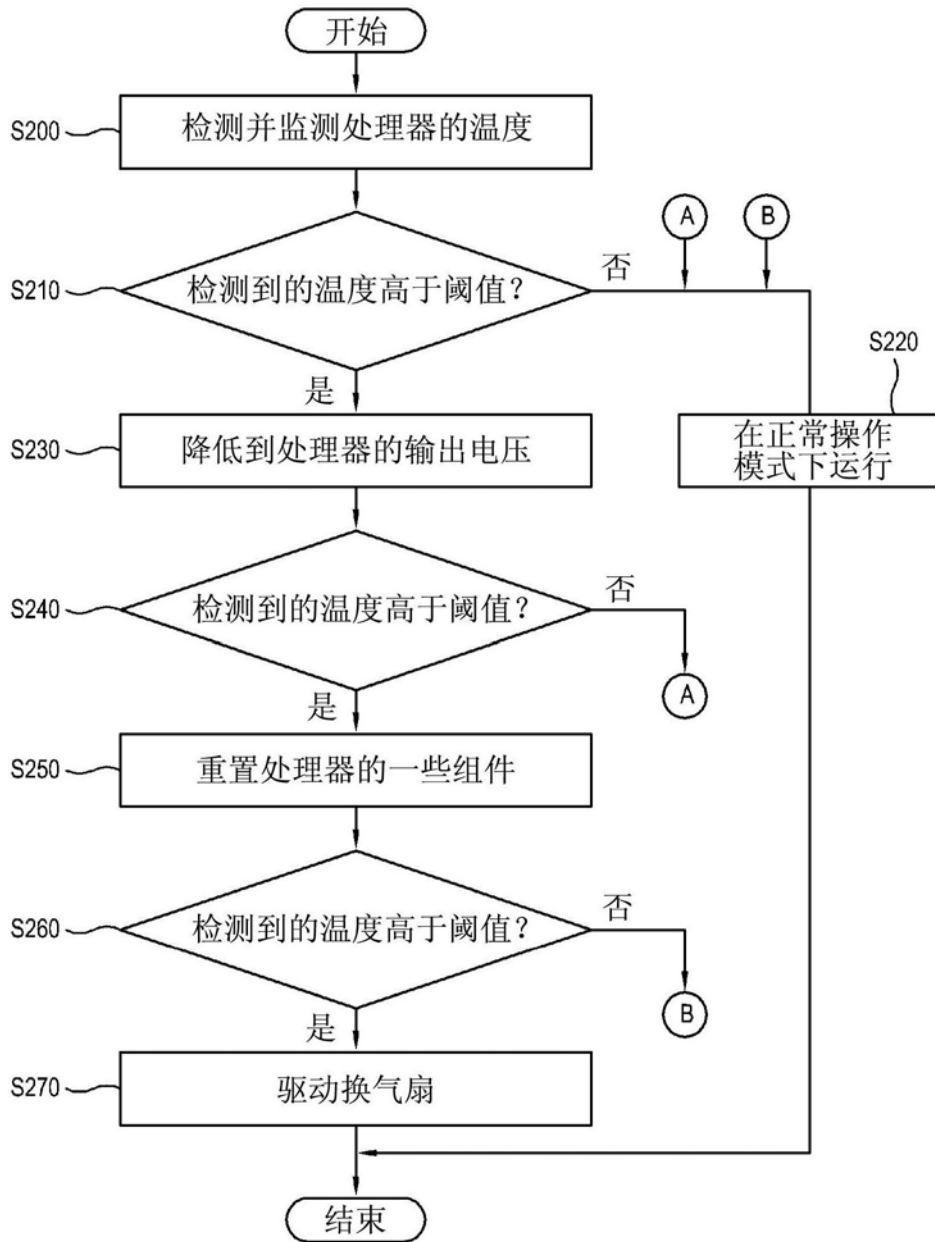 开始
S200
检测并监测处理器的温度
A
B
S210
检测到的温度高于阈值?
否
S220
是
S230
降低到处理器的输出电压
在正常操作
模式下运行
S240
检测到的温度高于阈值?
否
A
是
S250
重置处理器的一些组件
S260
检测到的温度高于阈值?
否
B
是
S270
驱动换气扇
结束